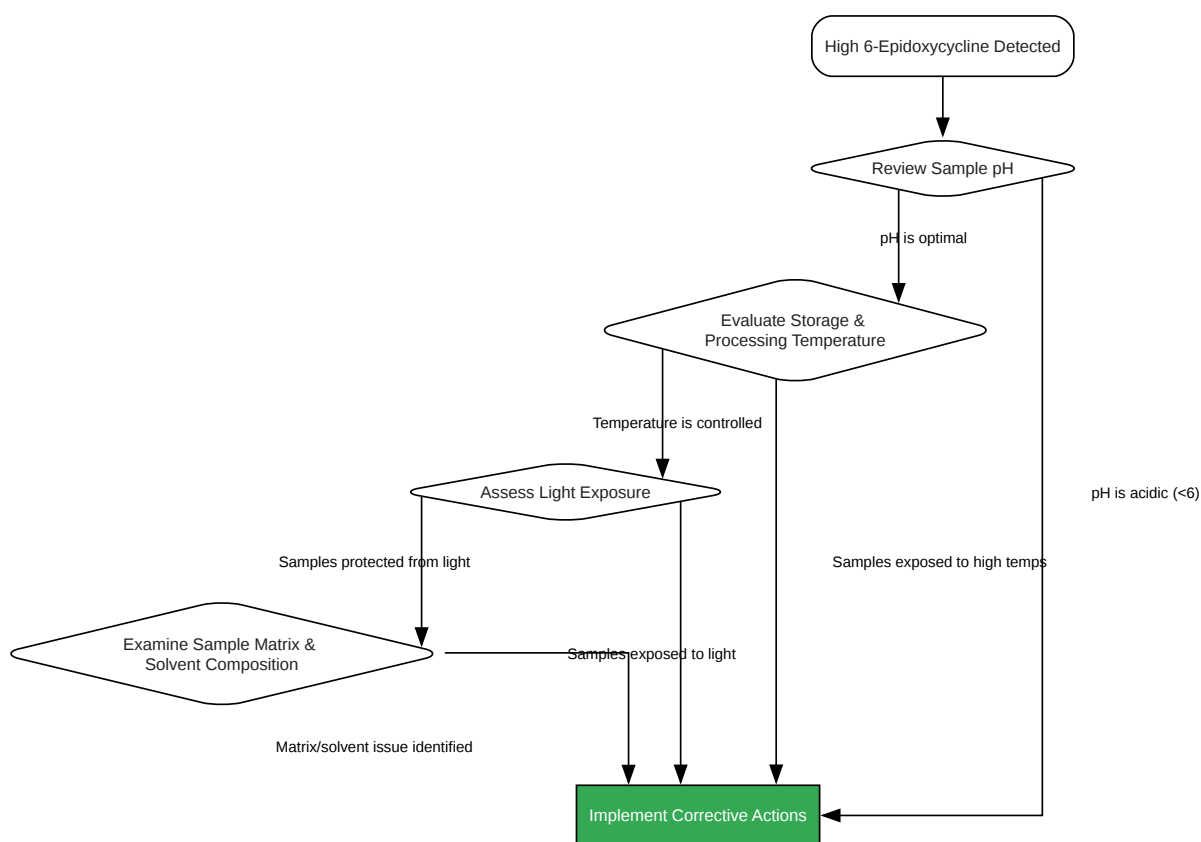 High 6-Epidoxycycline Detected
Review Sample pH
pH is optimal
Evaluate Storage &
Processing Temperature
Temperature is controlled
Assess Light Exposure
pH is acidic (<6)
Samples protected from light
Samples exposed to high temps
Examine Sample Matrix &
Solvent Composition
Samples exposed to light
Matrix/solvent issue identified
Implement Corrective Actions